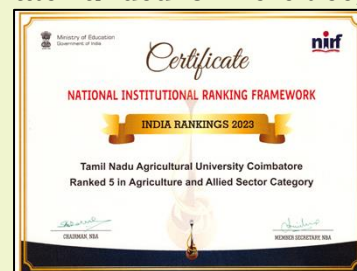 Ministry of Education
Government of India
nirf
Certificate
NATIONAL INSTITUTIONAL RANKING FRAMEWORK
INDIA RANKINGS 2023
Tamil Nadu Agricultural University Coimbatore
Ranked 5 in Agriculture and Allied Sector Category
CHAIRMAN, NBA
MEMBER SECRETARY, NBA